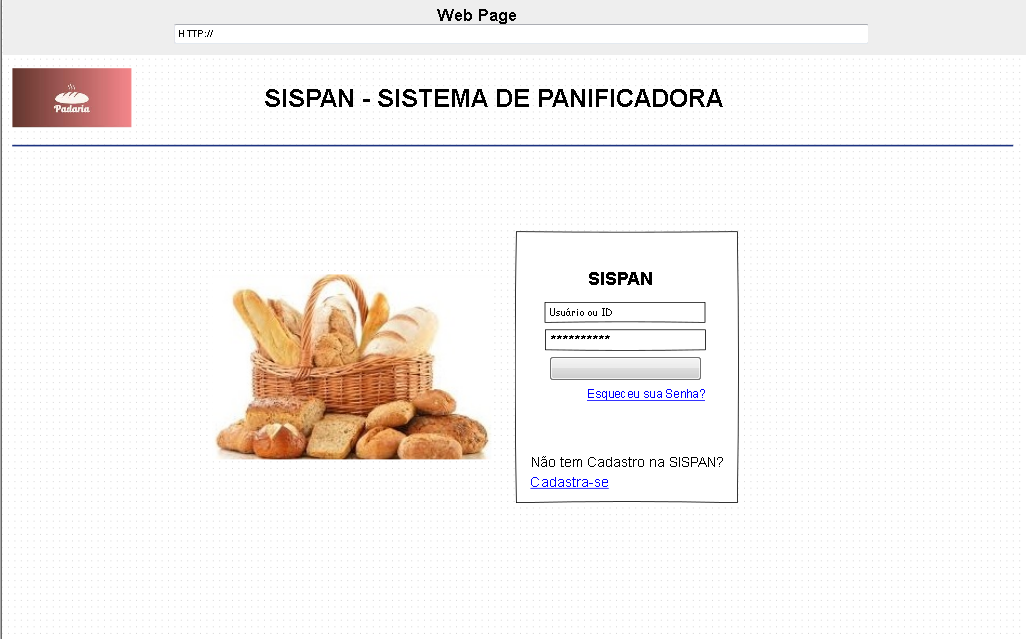 Web Page
HTTP://
Padaria
SISPAN - SISTEMA DE PANIFICADORA
SISPAN
Usuário ou ID
**********
Esqueceu sua Senha?
Não tem Cadastro na SISPAN?
Cadastra-se